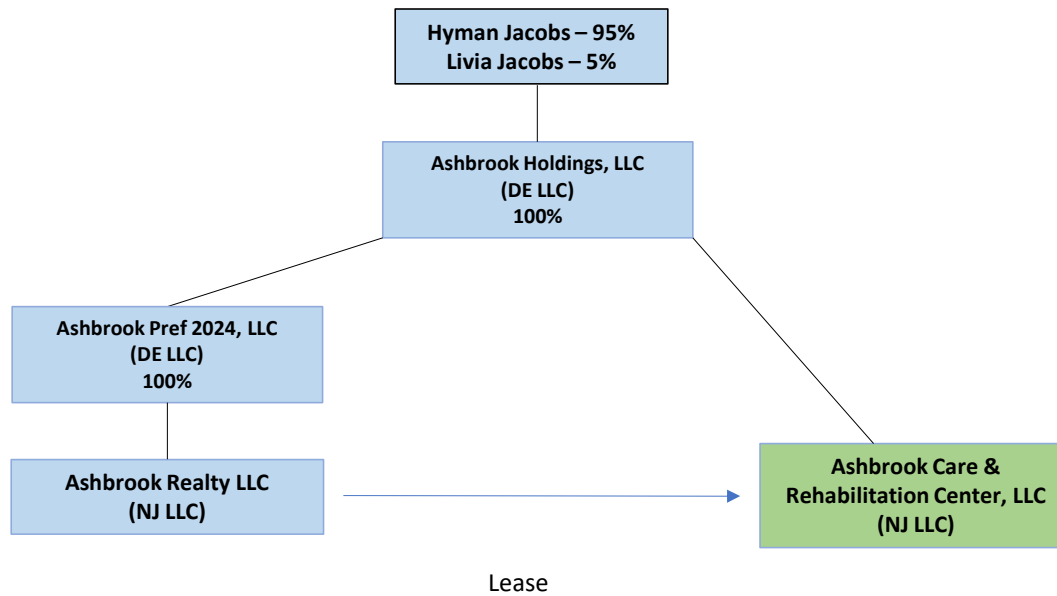 Hyman Jacobs – 95%
Livia Jacobs – 5%
Ashbrook Holdings, LLC
(DE LLC)
100%
Ashbrook Pref 2024, LLC
(DE LLC)
100%
Ashbrook Realty LLC
(NJ LLC)
Ashbrook Care &
Rehabilitation Center, LLC
(NJ LLC)
Lease